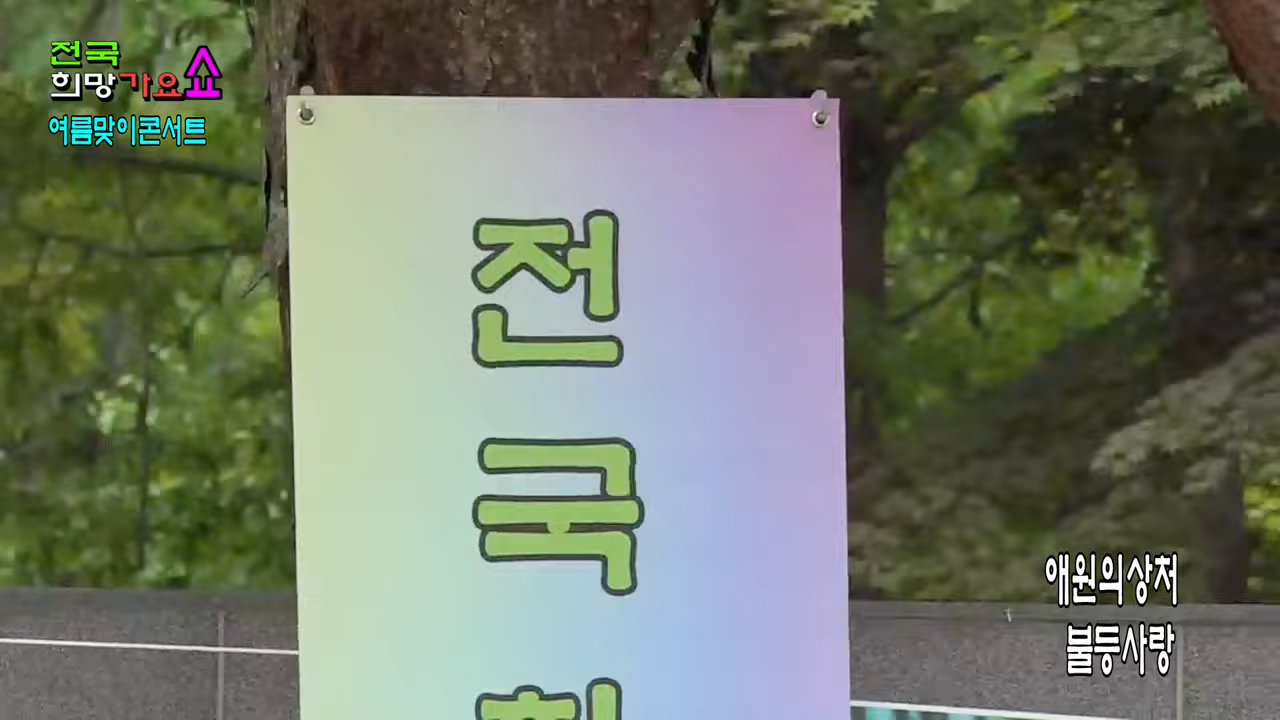 전국
희망가요쇼
여름맞이콘서트
전
국
애원의상처
불등사랑